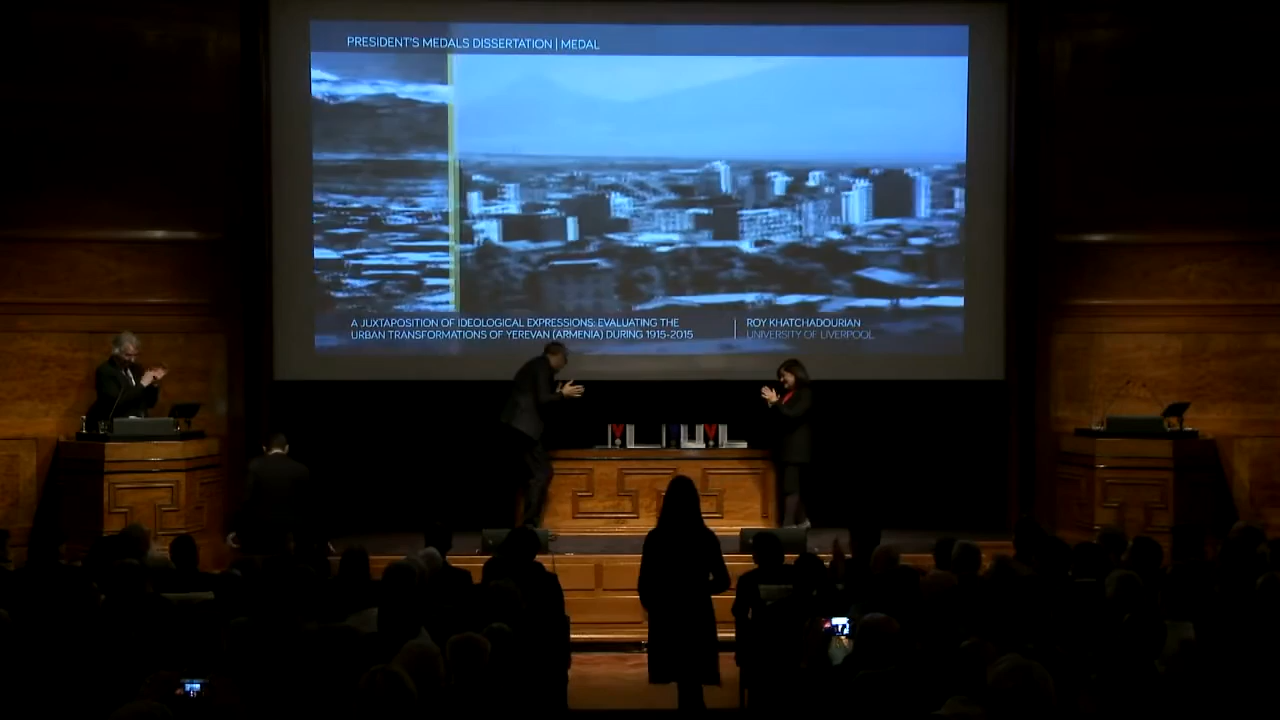 PRESIDENT'S MEDALS DISSERTATION | MEDAL
A JUXTAPOSITION OF IDEOLOGICAL EXPRESSIONS: EVALUATING THE
URBAN TRANSFORMATIONS OF YEREVAN (ARMENIA) DURING 1915-2015
ROY KHATCHADOURIAN
UNIVERSITY OF LIVERPOOL